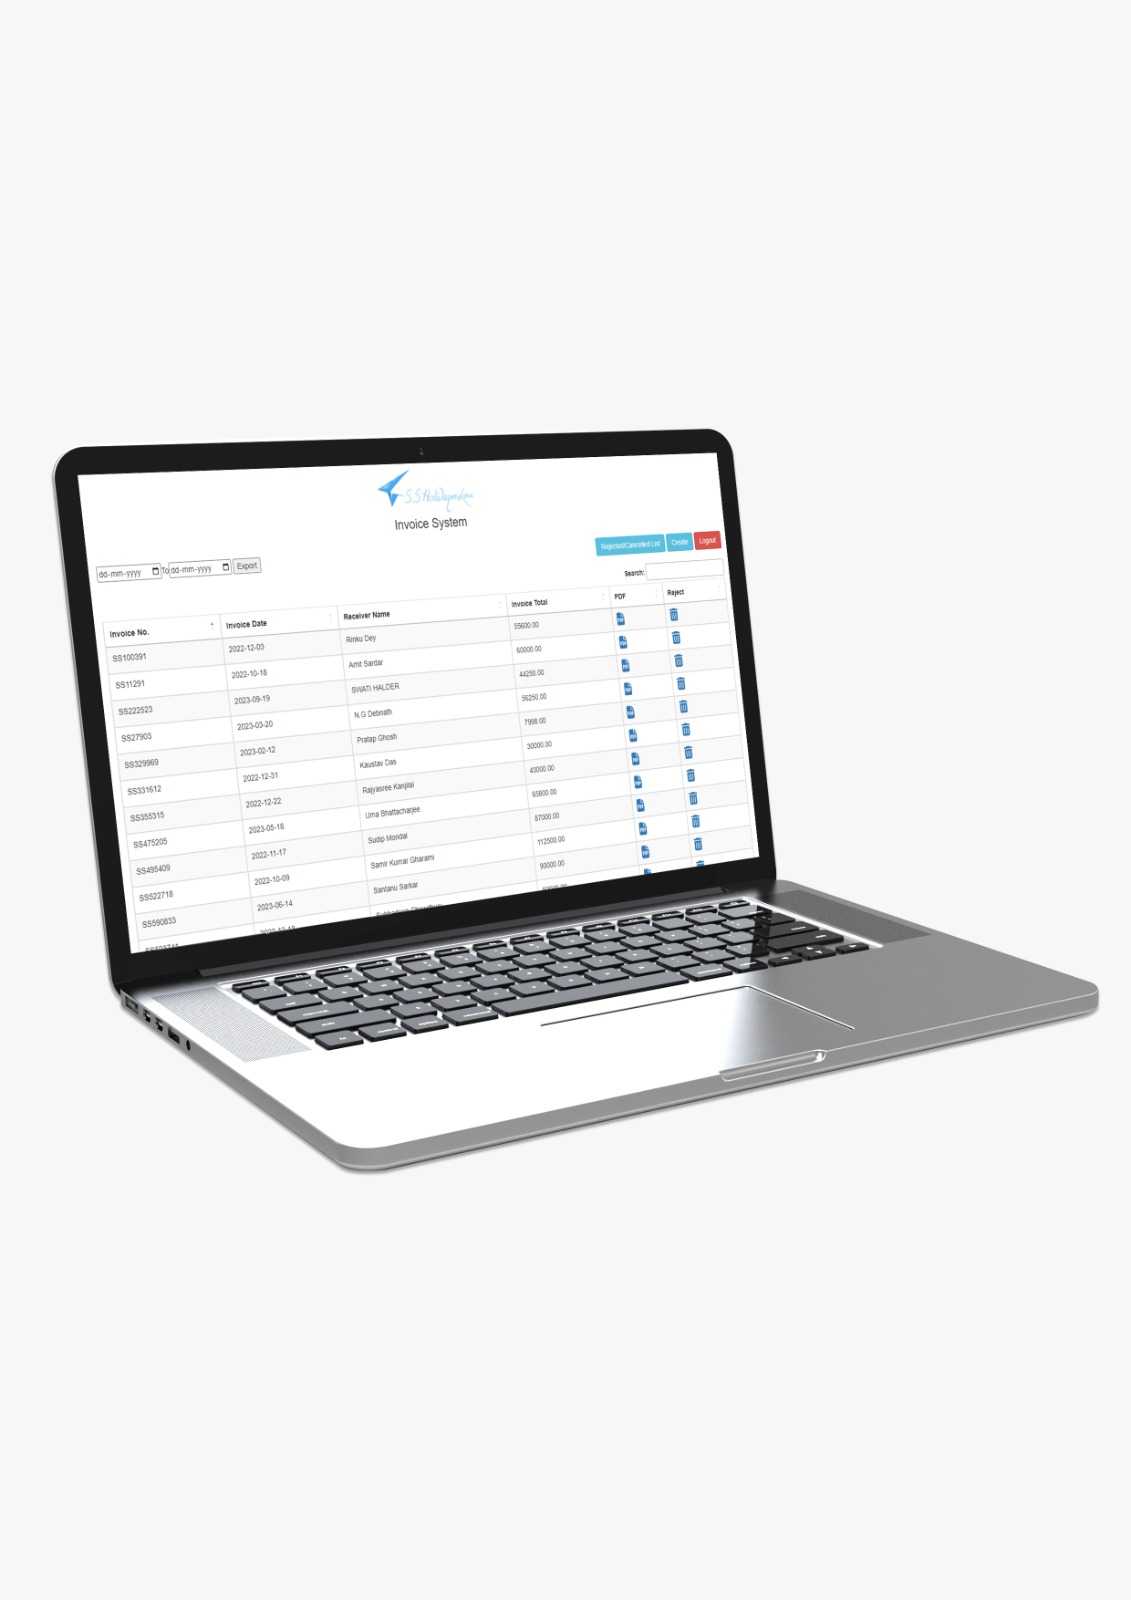 S.S Holidaymakers
Invoice System
Rejected/Cancelled List Create Logout
dd-mm-yyyy To dd-mm-yyyy Export
Search:
Invoice No. Invoice Date Receiver Name Invoice Total PDF Reject
SS100391 2022-12-03 Rinku Dey 55600.00
SS11291 2022-10-18 Amit Sardar 60000.00
SS222523 2023-09-19 SWATI HALDER 44250.00
SS27903 2023-03-20 N.G Debnath 56250.00
SS329969 2023-02-12 Pratap Ghosh 7998.00
SS331612 2022-12-31 Kaustav Das 30000.00
SS355315 2022-12-22 Rajyasree Kanjilal 43000.00
SS475205 2023-05-18 Uma Bhattacharjee 65800.00
SS495409 2022-11-17 Sudip Mondal 87000.00
SS522718 2022-10-09 Samir Kumar Gharami 112500.00
SS590833 2023-06-14 Santanu Sarkar 90000.00